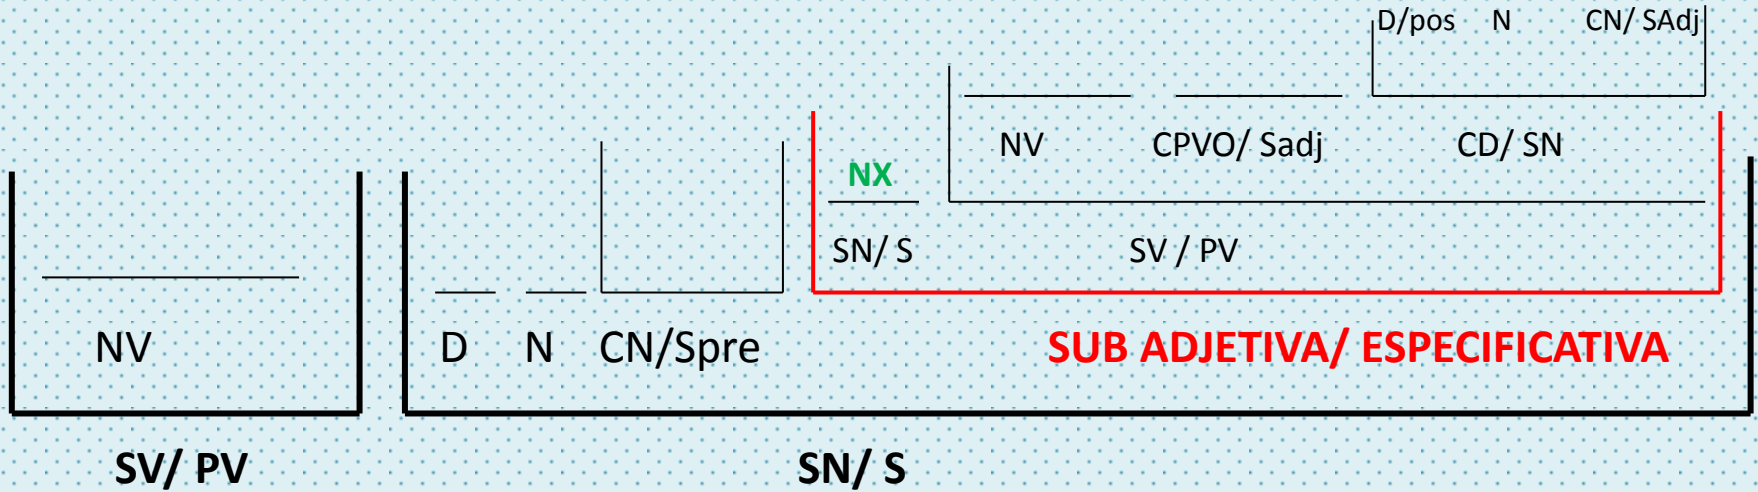 D/pos N CN/ SAdj
NV CPVO/ Sadj CD/ SN
NX
SN/ S SV / PV
NV D N CN/Spre SUB ADJETIVA/ ESPECIFICATIVA
SV/ PV SN/ S